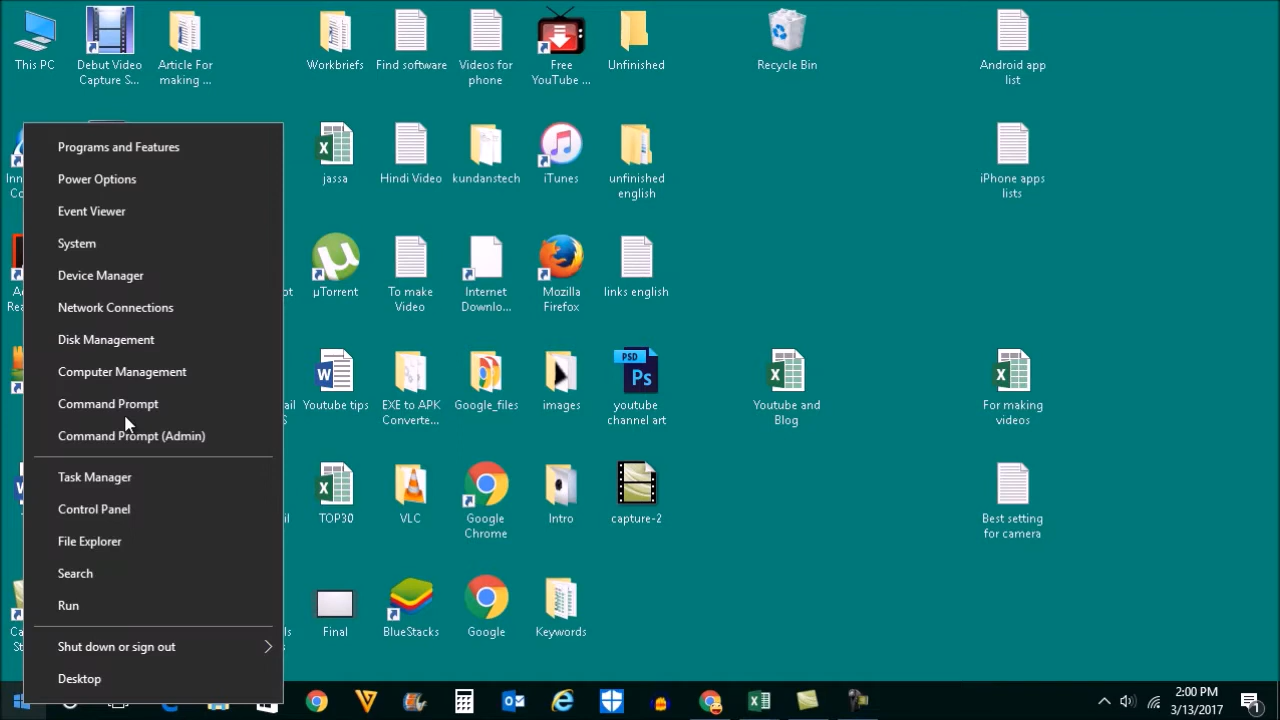 This PC
Debut Video
Capture S...
Article For
making ...
Workbriefs
Find software
Videos for
phone
Free
YouTube ...
Unfinished
Recycle Bin
Android app
list
Programs and Features
Power Options
Event Viewer
System
Device Manager
Network Connections
Disk Management
Computer Management
Command Prompt
Command Prompt (Admin)
Task Manager
Control Panel
File Explorer
Search
Run
Shut down or sign out
Desktop
jassa
Hindi Video
kundanstech
iTunes
unfinished
english
iPhone apps
lists
µTorrent
To make
Video
Internet
Downlo...
Mozilla
Firefox
links english
Youtube tips
EXE to APK
Converte...
Google_files
images
PSD
Ps
youtube
channel art
Youtube and
Blog
For making
videos
TOP30
VLC
Google
Chrome
Intro
capture-2
Best setting
for camera
Final
BlueStacks
Google
Keywords
2:00 PM
3/13/2017
1